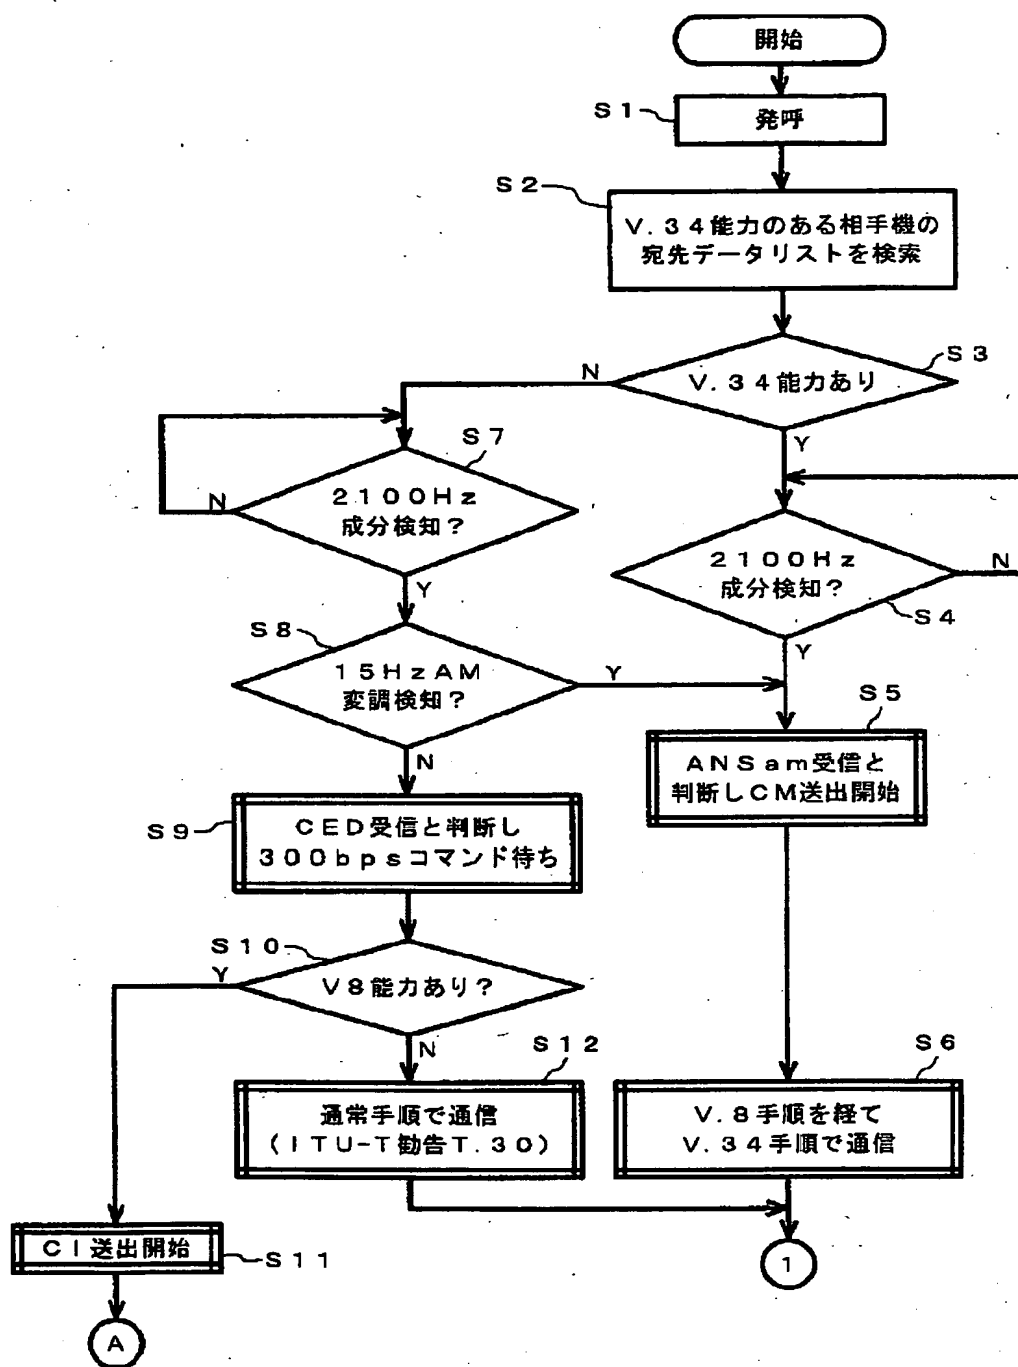 開始
S1
発呼
S2
V.34能力のある相手機の
宛先データリストを検索
S3
V.34能力あり
N
Y
S7
2100Hz
成分検知?
N
Y
2100Hz
成分検知?
N
S4
Y
S8
15HzAM
変調検知?
Y
N
S5
ANSam受信と
判断しCM送出開始
S9
CED受信と判断し
300bpsコマンド待ち
S10
V8能力あり?
Y
N
S12
通常手順で通信
(ITU-T勧告T.30)
S6
V.8手順を経て
V.34手順で通信
CI送出開始
S11
1
A